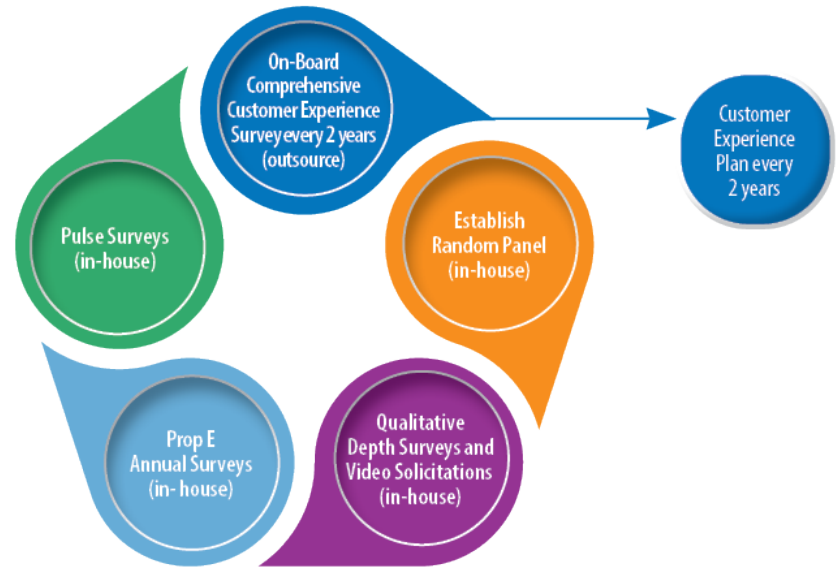 On-Board
Comprehensive
Customer Experience
Survey every 2 years
(outsource)
Customer
Experience
Plan every
2 years
Establish
Random Panel
(in-house)
Qualitative
Depth Surveys and
Video Solicitations
(in-house)
Prop E
Annual Surveys
(in- house)
Pulse Surveys
(in-house)